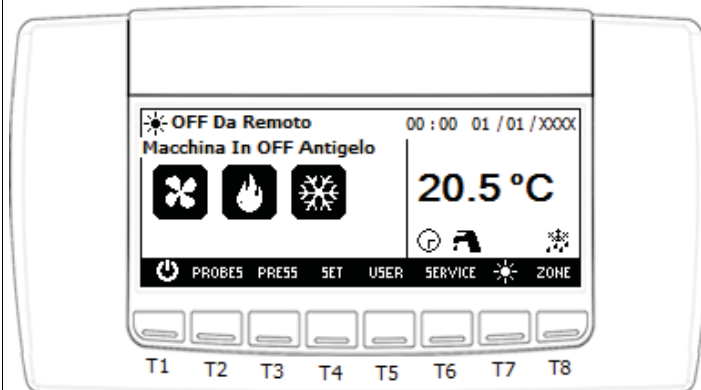 OFF Da Remoto 00 : 00 01 / 01 / XXXX
Macchina In OFF Antigelo
20.5 °C
PROBES PRESS SET USER SERVICE ZONE
T1 T2 T3 T4 T5 T6 T7 T8